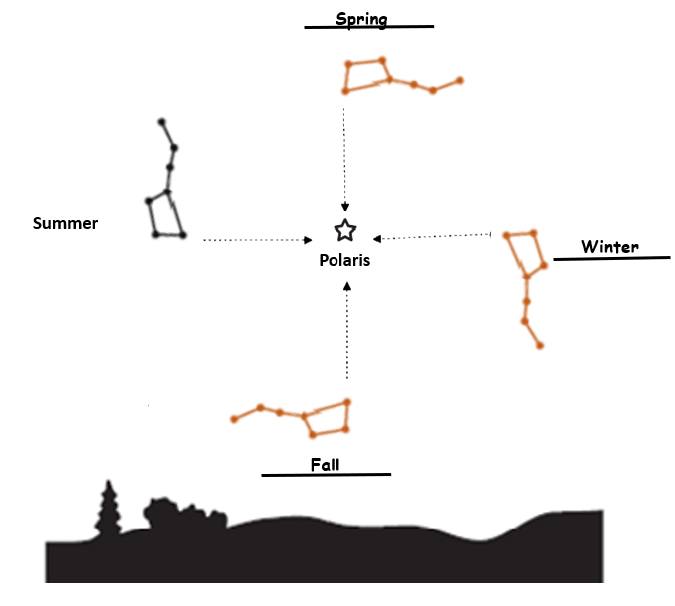 Spring
Summer
Polaris
Winter
Fall